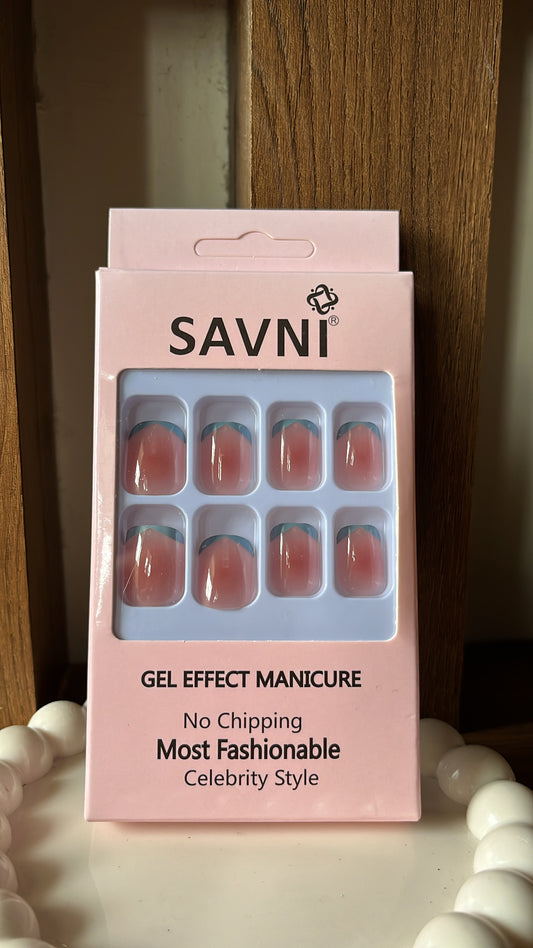 SAVNI®
GEL EFFECT MANICURE
No Chipping
Most Fashionable
Celebrity Style